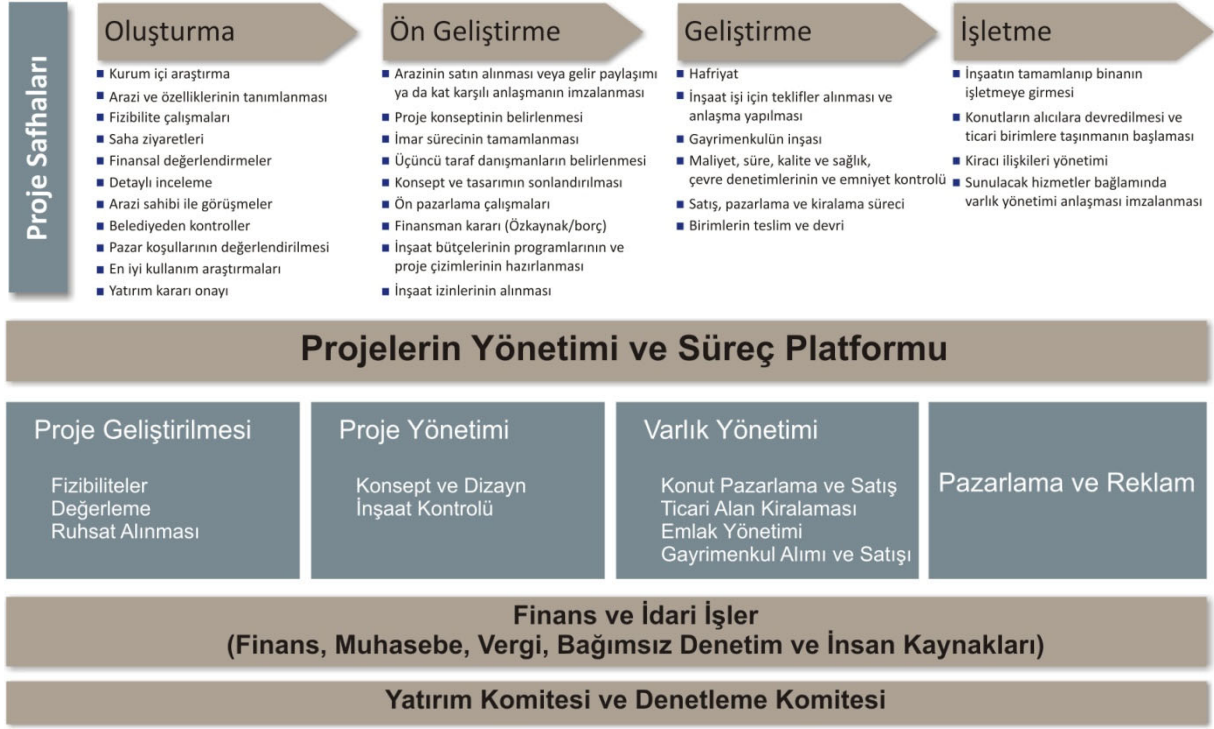 Proje Safhaları
Oluşturma
Kurum içi araştırma
Arazi ve özelliklerinin tanımlanması
Fizibilite çalışmaları
Saha ziyaretleri
Finansal değerlendirmeler
Detaylı inceleme
Arazi sahibi ile görüşmeler
Belediyeden kontroller
Pazar koşullarının değerlendirilmesi
En iyi kullanım araştırmaları
Yatırım kararı onayı
Ön Geliştirme
Arazinin satın alınması veya gelir paylaşımı
ya da kat karşılı anlaşmanın imzalanması
Proje konseptinin belirlenmesi
İmar sürecinin tamamlanması
Üçüncü taraf danışmanların belirlenmesi
Konsept ve tasarımın sonlandırılması
Ön pazarlama çalışmaları
Finansman kararı (Özkaynak/borç)
İnşaat bütçelerinin programlarının ve
proje çizimlerinin hazırlanması
İnşaat izinlerinin alınması
Geliştirme
Hafriyat
İnşaat işi için teklifler alınması ve
anlaşma yapılması
Gayrimenkulün inşası
Maliyet, süre, kalite ve sağlık,
çevre denetimlerinin ve emniyet kontrolü
Satış, pazarlama ve kiralama süreci
Birimlerin teslim ve devri
İşletme
İnşaatın tamamlanıp binanın
işletmeye girmesi
Konutların alıcılara devredilmesi ve
ticari birimlere taşınmanın başlaması
Kiracı ilişkileri yönetimi
Sunulacak hizmetler bağlamında
varlık yönetimi anlaşması imzalanması
Projelerin Yönetimi ve Süreç Platformu
Proje Geliştirilmesi
Fizibiliteler
Değerleme
Ruhsat Alınması
Proje Yönetimi
Konsept ve Dizayn
İnşaat Kontrolü
Varlık Yönetimi
Konut Pazarlama ve Satış
Ticari Alan Kiralaması
Emlak Yönetimi
Gayrimenkul Alımı ve Satışı
Pazarlama ve Reklam
Finans ve İdari İşler
(Finans, Muhasebe, Vergi, Bağımsız Denetim ve İnsan Kaynakları)
Yatırım Komitesi ve Denetleme Komitesi